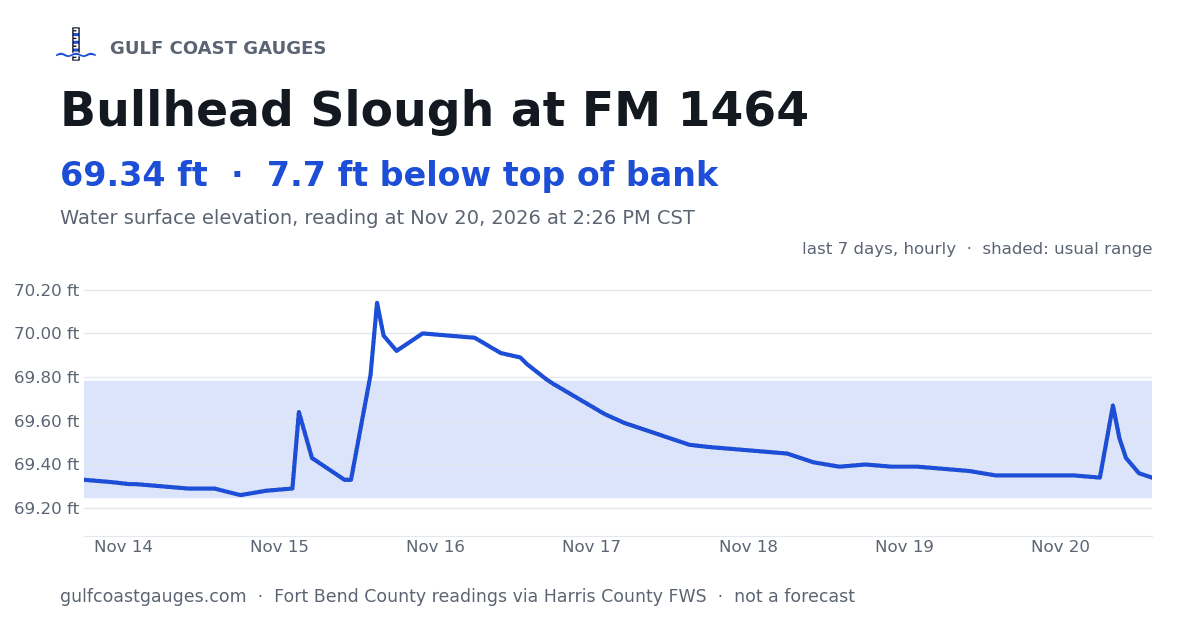 GULF COAST GAUGES
Bullhead Slough at FM 1464
69.34 ft · 7.7 ft below top of bank
Water surface elevation, reading at Nov 20, 2026 at 2:26 PM CST
last 7 days, hourly · shaded: usual range
70.20 ft
70.00 ft
69.80 ft
69.60 ft
69.40 ft
69.20 ft
Nov 14 Nov 15 Nov 16 Nov 17 Nov 18 Nov 19 Nov 20
gulfcoastgauges.com · Fort Bend County readings via Harris County FWS · not a forecast